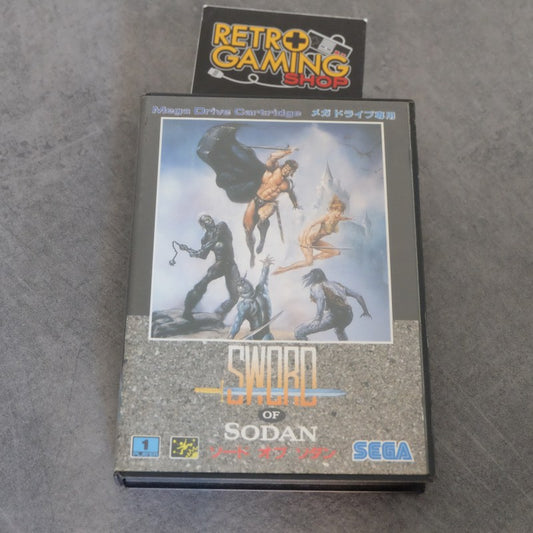 RETRO
GAMING
SHOP
Mega Drive Cartridge メガドライブ専用
SWORD
OF
SODAN
1
SEGA
ソード オブ ソダン